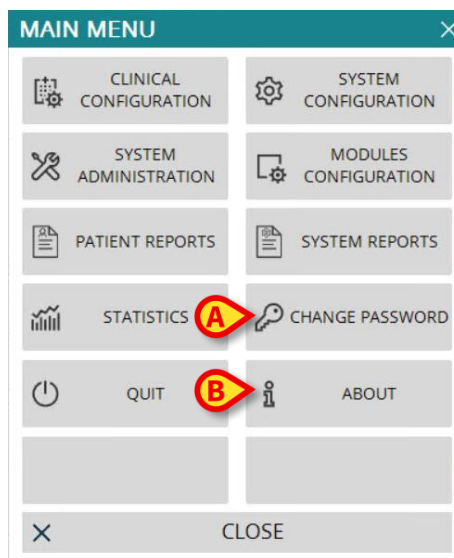 MAIN MENU
CLINICAL
CONFIGURATION
SYSTEM
CONFIGURATION
SYSTEM
ADMINISTRATION
MODULES
CONFIGURATION
PATIENT REPORTS
SYSTEM REPORTS
STATISTICS
A
CHANGE PASSWORD
QUIT
B
ABOUT
CLOSE